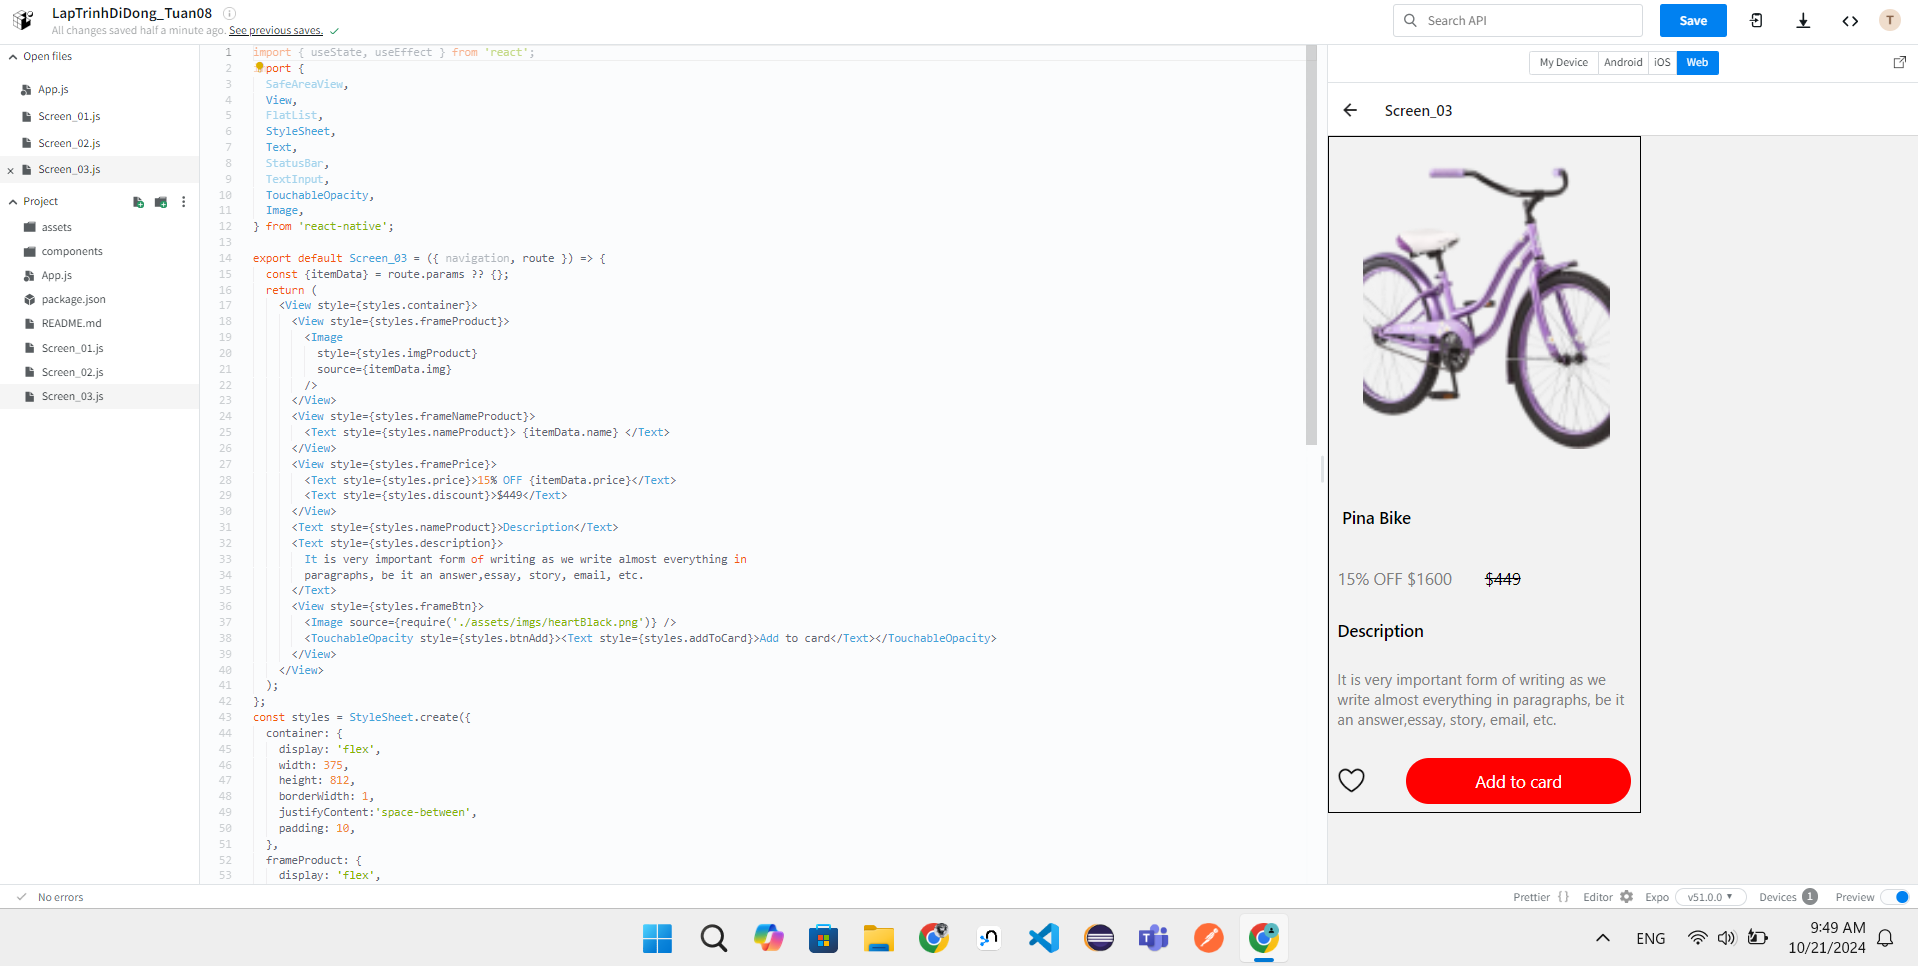 LapTrinhDiDong_Tuan08
All changes saved half a minute ago. See previous saves.
Search API
Save
T
Open files
App.js
Screen_01.js
Screen_02.js
Screen_03.js
Project
assets
components
App.js
package.json
README.md
Screen_01.js
Screen_02.js
Screen_03.js
1 import { useState, useEffect } from 'react';
2 port {
3 SafeAreaView,
4 View,
5 FlatList,
6 StyleSheet,
7 Text,
8 StatusBar,
9 TextInput,
10 TouchableOpacity,
11 Image,
12 } from 'react-native';
13
14 export default Screen_03 = ({ navigation, route }) => {
15 const {itemData} = route.params ?? {};
16 return (
17 <View style={styles.container}>
18 <View style={styles.frameProduct}>
19 <Image
20 style={styles.imgProduct}
21 source={itemData.img}
22 />
23 </View>
24 <View style={styles.frameNameProduct}>
25 <Text style={styles.nameProduct}> {itemData.name} </Text>
26 </View>
27 <View style={styles.framePrice}>
28 <Text style={styles.price}>15% OFF {itemData.price}</Text>
29 <Text style={styles.discount}>$449</Text>
30 </View>
31 <Text style={styles.nameProduct}>Description</Text>
32 <Text style={styles.description}>
33 It is very important form of writing as we write almost everything in
34 paragraphs, be it an answer,essay, story, email, etc.
35 </Text>
36 <View style={styles.frameBtn}>
37 <Image source={require('./assets/imgs/heartBlack.png')} />
38 <TouchableOpacity style={styles.btnAdd}><Text style={styles.addToCard}>Add to card</Text></TouchableOpacity>
39 </View>
40 </View>
41 );
42 };
43 const styles = StyleSheet.create({
44 container: {
45 display: 'flex',
46 width: 375,
47 height: 812,
48 borderWidth: 1,
49 justifyContent:'space-between',
50 padding: 10,
51 },
52 frameProduct: {
53 display: 'flex',
My Device Android iOS Web
Screen_03
Pina Bike
15% OFF $1600 $449
Description
It is very important form of writing as we
write almost everything in paragraphs, be it
an answer,essay, story, email, etc.
Add to card
No errors
Prettier {} Editor Expo v51.0.0 Devices 1 Preview
ENG
9:49 AM
10/21/2024